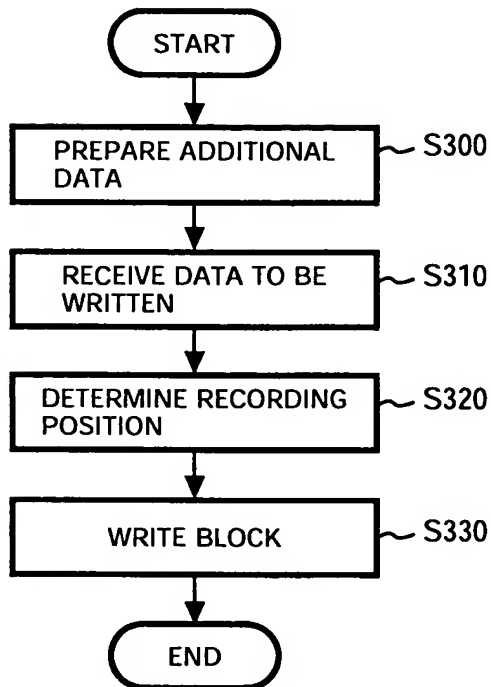 START
PREPARE ADDITIONAL
DATA
S300
RECEIVE DATA TO BE
WRITTEN
S310
DETERMINE RECORDING
POSITION
S320
WRITE BLOCK
S330
END